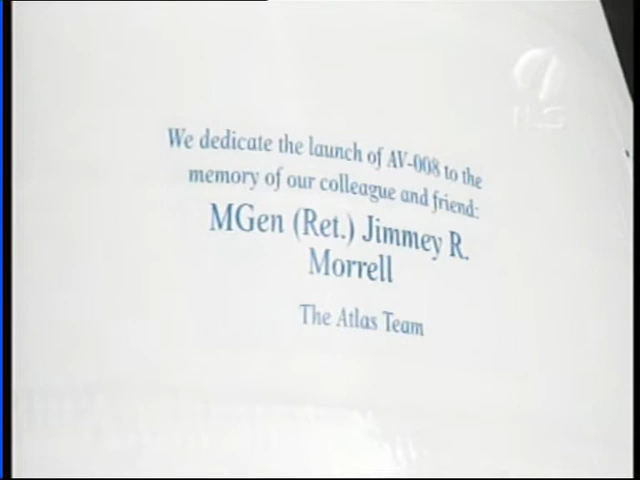 We dedicate the launch of AV-008 to the
memory of our colleague and friend:
MGen (Ret.) Jimmey R.
Morrell
The Atlas Team